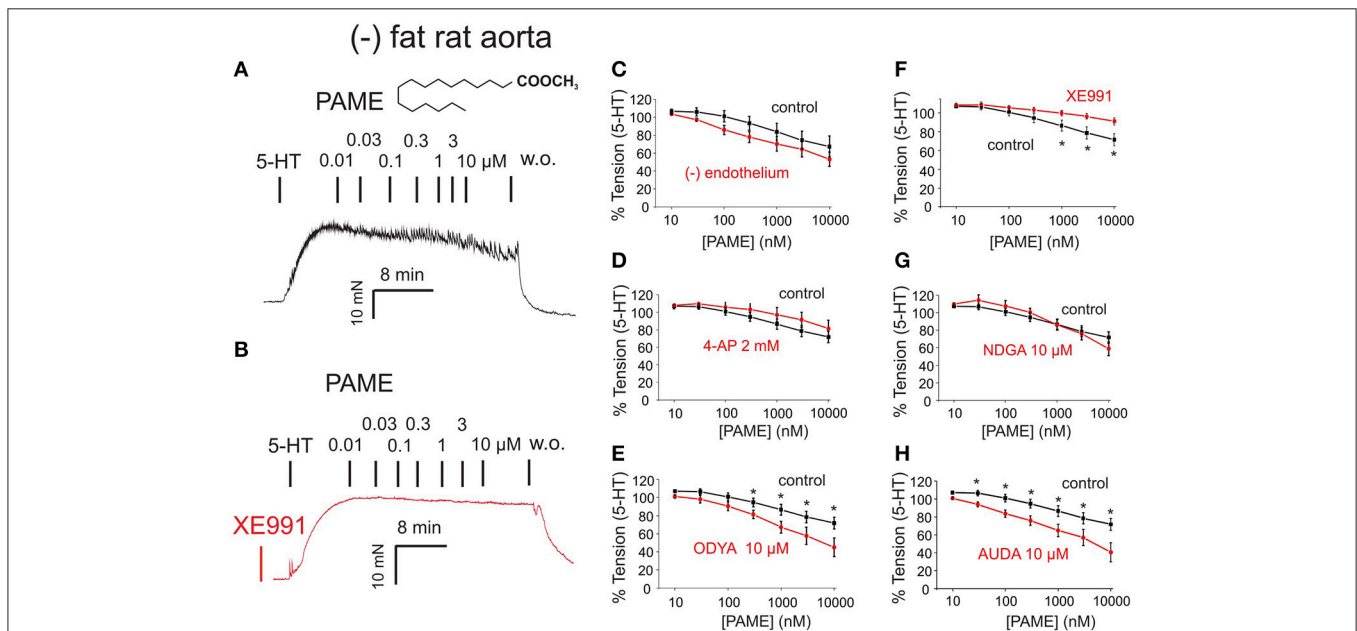 (-) fat rat aorta
A
PAME
COOCH3
0.03 0.3 3
5-HT 0.01 0.1 1 10 µM w.o.
8 min
10 mN
B
PAME
0.03 0.3 3
5-HT 0.01 0.1 1 10 µM w.o.
XE991
8 min
10 mN
C
% Tension (5-HT)
120
100
80
60
40
20
0
control
(-) endothelium
10 100 1000 10000
[PAME] (nM)
D
% Tension (5-HT)
120
100
80
60
40
20
0
control
4-AP 2 mM
10 100 1000 10000
[PAME] (nM)
E
% Tension (5-HT)
120
100
80
60
40
20
0
control
* * * *
ODYA 10 µM
10 100 1000 10000
[PAME] (nM)
F
% Tension (5-HT)
120
100
80
60
40
20
0
XE991
control
* * *
10 100 1000 10000
[PAME] (nM)
G
% Tension (5-HT)
120
100
80
60
40
20
0
control
NDGA 10 µM
10 100 1000 10000
[PAME] (nM)
H
% Tension (5-HT)
120
100
80
60
40
20
0
control
* * * * * *
AUDA 10 µM
10 100 1000 10000
[PAME] (nM)